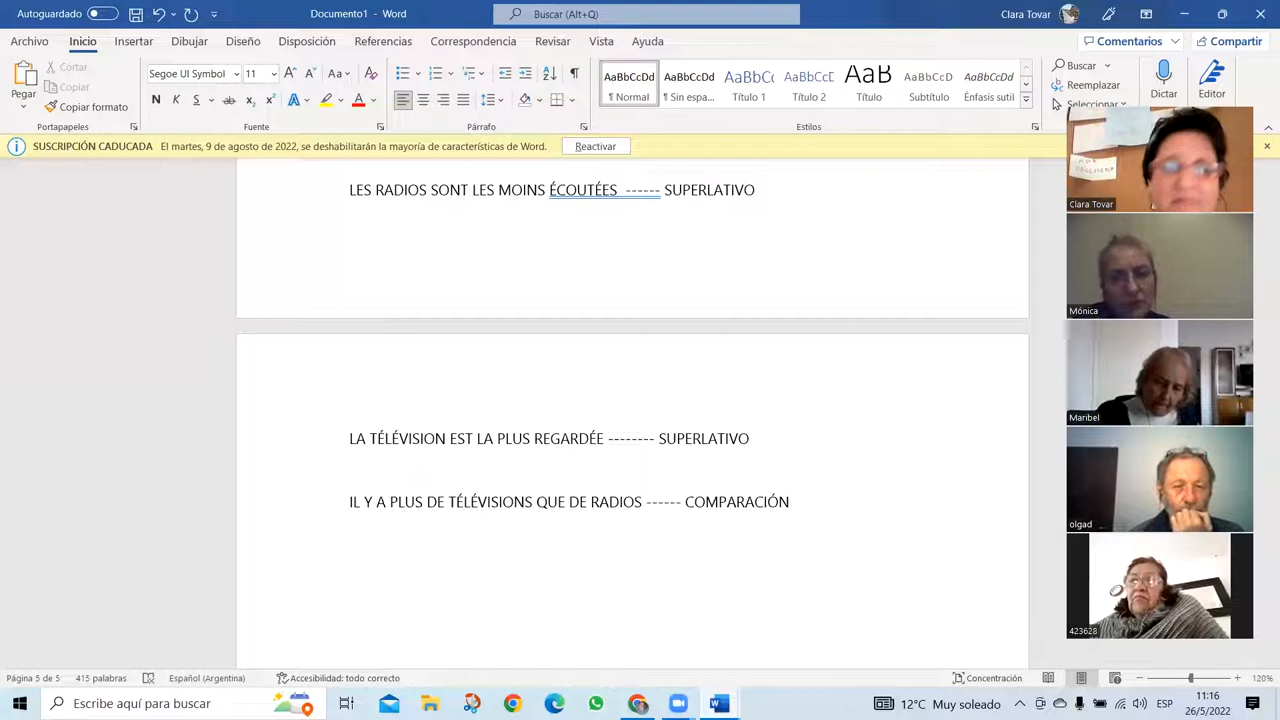 Autoguardado
Documento1 - Word
Buscar (Alt+Q)
Clara Tovar
Archivo Inicio Insertar Dibujar Diseño Disposición Referencias Correspondencia Revisar Vista Ayuda
Comentarios Compartir
Pegar
Cortar
Copiar
Copiar formato
Portapapeles
Segoe UI Symbol 11
Fuente
Párrafo
AaBbCcDd ¶ Normal
AaBbCcDd ¶ Sin espa...
AaBbCc Título 1
AaBbCcD Título 2
AaB Título
AaBbCcD Subtítulo
AaBbCcDd Énfasis sutil
Estilos
Buscar
Reemplazar
Seleccionar
Dictar
Editor
SUSCRIPCIÓN CADUCADA El martes, 9 de agosto de 2022, se deshabilitarán la mayoría de características de Word. Reactivar
LES RADIOS SONT LES MOINS ÉCOUTÉES ------ SUPERLATIVO
LA TÉLÉVISION EST LA PLUS REGARDÉE -------- SUPERLATIVO
IL Y A PLUS DE TÉLÉVISIONS QUE DE RADIOS ------ COMPARACIÓN
Clara Tovar
Mónica
Maribel
olgad
423628
Página 5 de 5 415 palabras Español (Argentina) Accesibilidad: todo correcto Concentración 120%
Escribe aquí para buscar
12°C Muy soleado ESP
11:16
26/5/2022